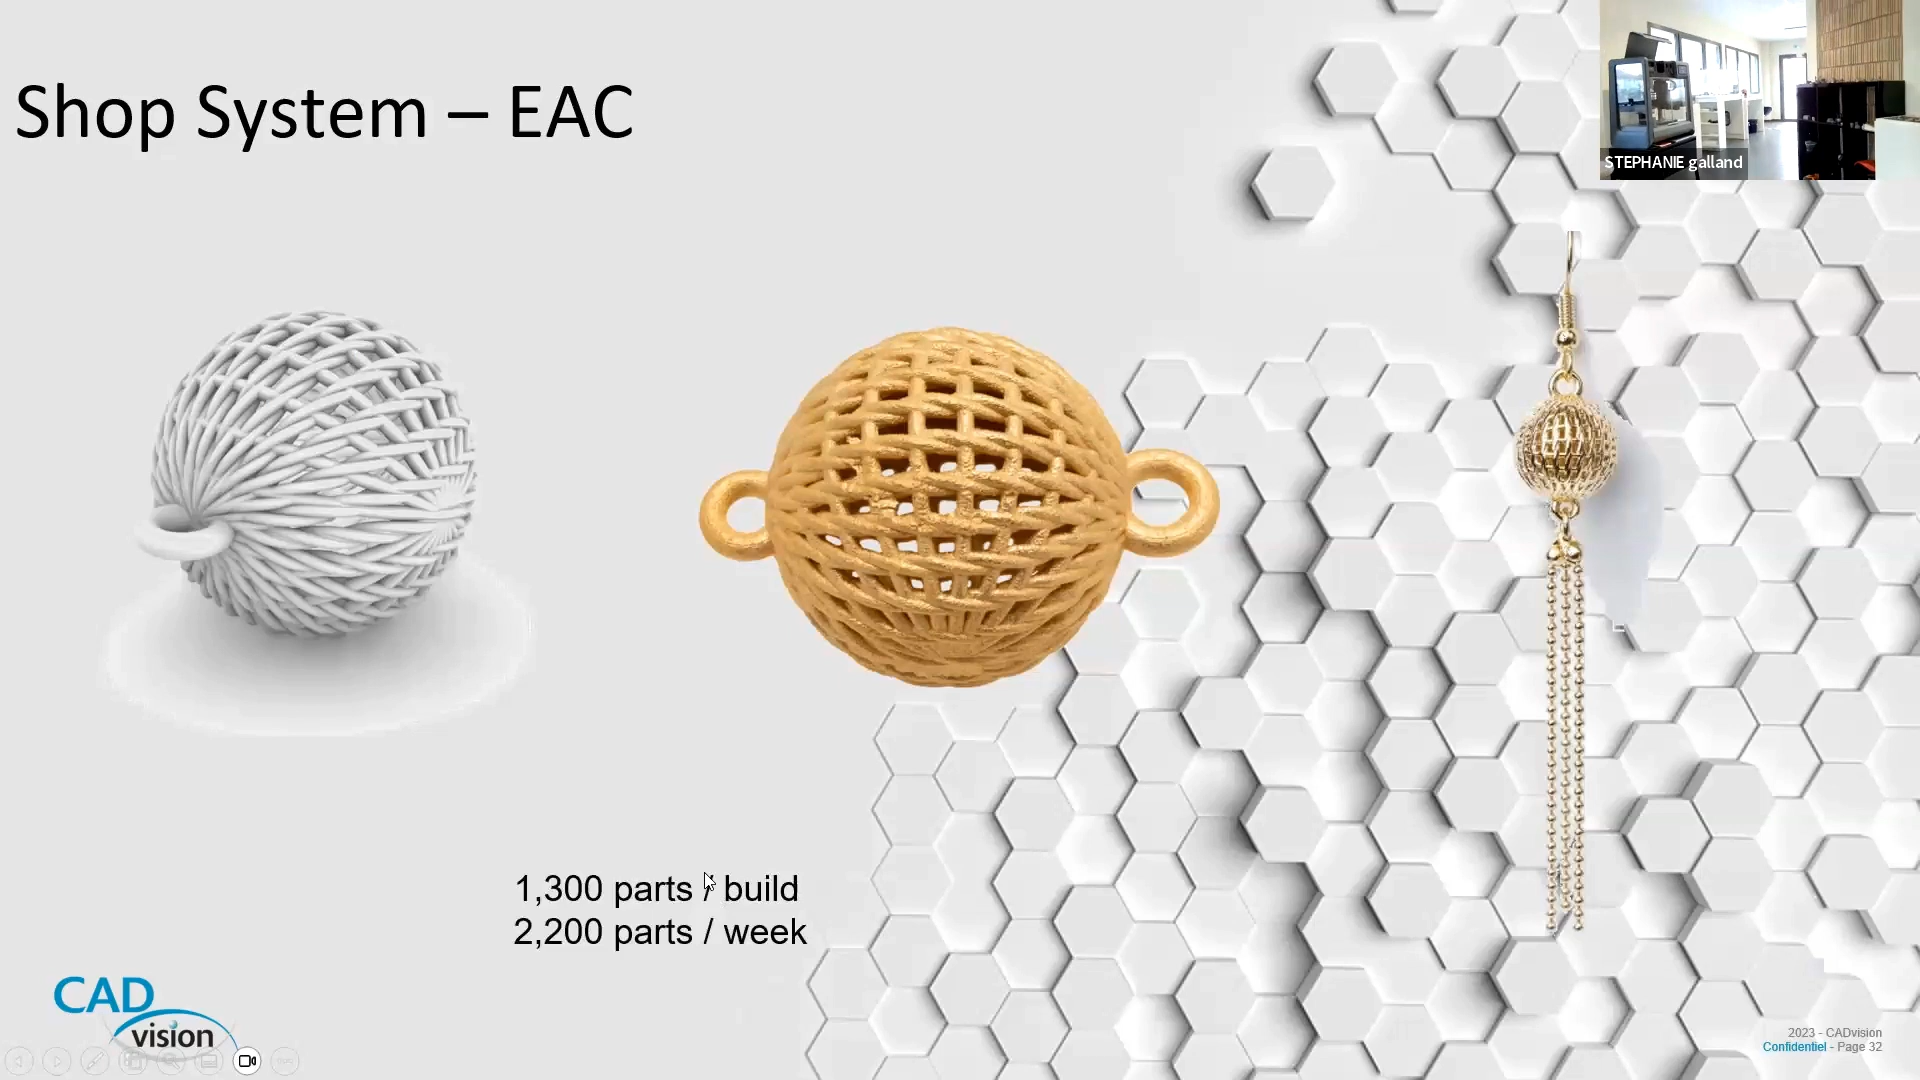 Shop System – EAC
STEPHANIE galland
1,300 parts / build
2,200 parts / week
CAD
vision
2023 - CADvision
Confidentiel - Page 32